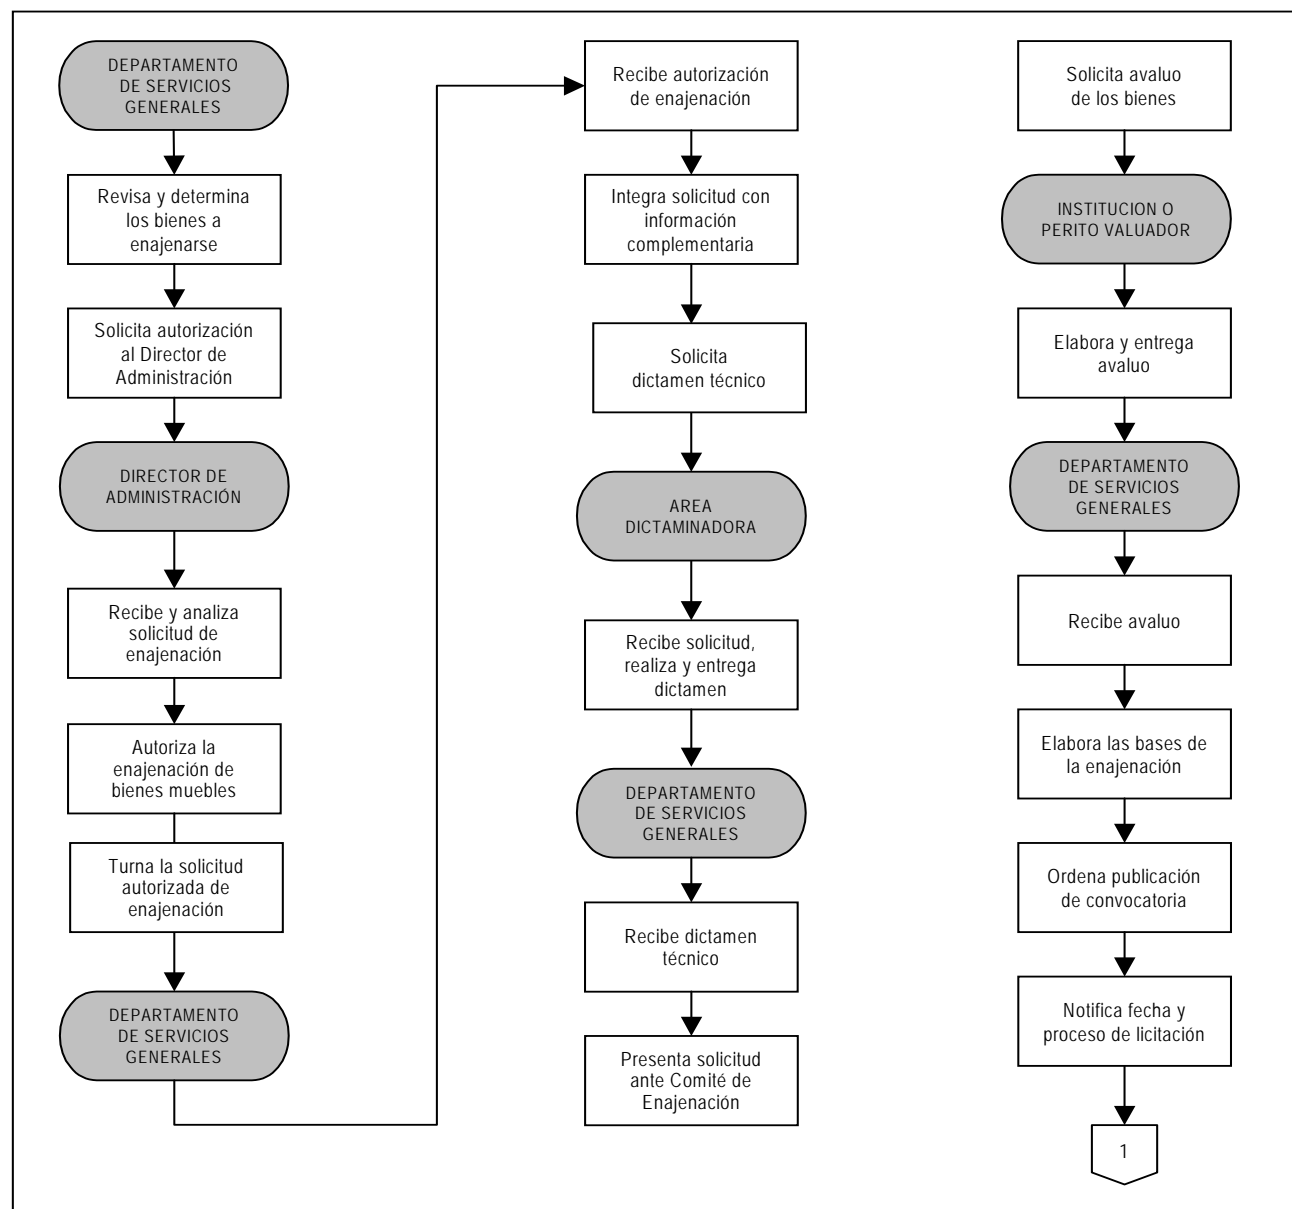 DEPARTAMENTO
DE SERVICIOS
GENERALES
Revisa y determina
los bienes a
enajenarse
Solicita autorización
al Director de
Administración
DIRECTOR DE
ADMINISTRACIÓN
Recibe y analiza
solicitud de
enajenación
Autoriza la
enajenación de
bienes muebles
Turna la solicitud
autorizada de
enajenación
DEPARTAMENTO
DE SERVICIOS
GENERALES
Recibe autorización
de enajenación
Integra solicitud con
información
complementaria
Solicita
dictamen técnico
AREA
DICTAMINADORA
Recibe solicitud,
realiza y entrega
dictamen
DEPARTAMENTO
DE SERVICIOS
GENERALES
Recibe dictamen
técnico
Presenta solicitud
ante Comité de
Enajenación
Solicita avaluo
de los bienes
INSTITUCION O
PERITO VALUADOR
Elabora y entrega
avaluo
DEPARTAMENTO
DE SERVICIOS
GENERALES
Recibe avaluo
Elabora las bases de
la enajenación
Ordena publicación
de convocatoria
Notifica fecha y
proceso de licitación
1